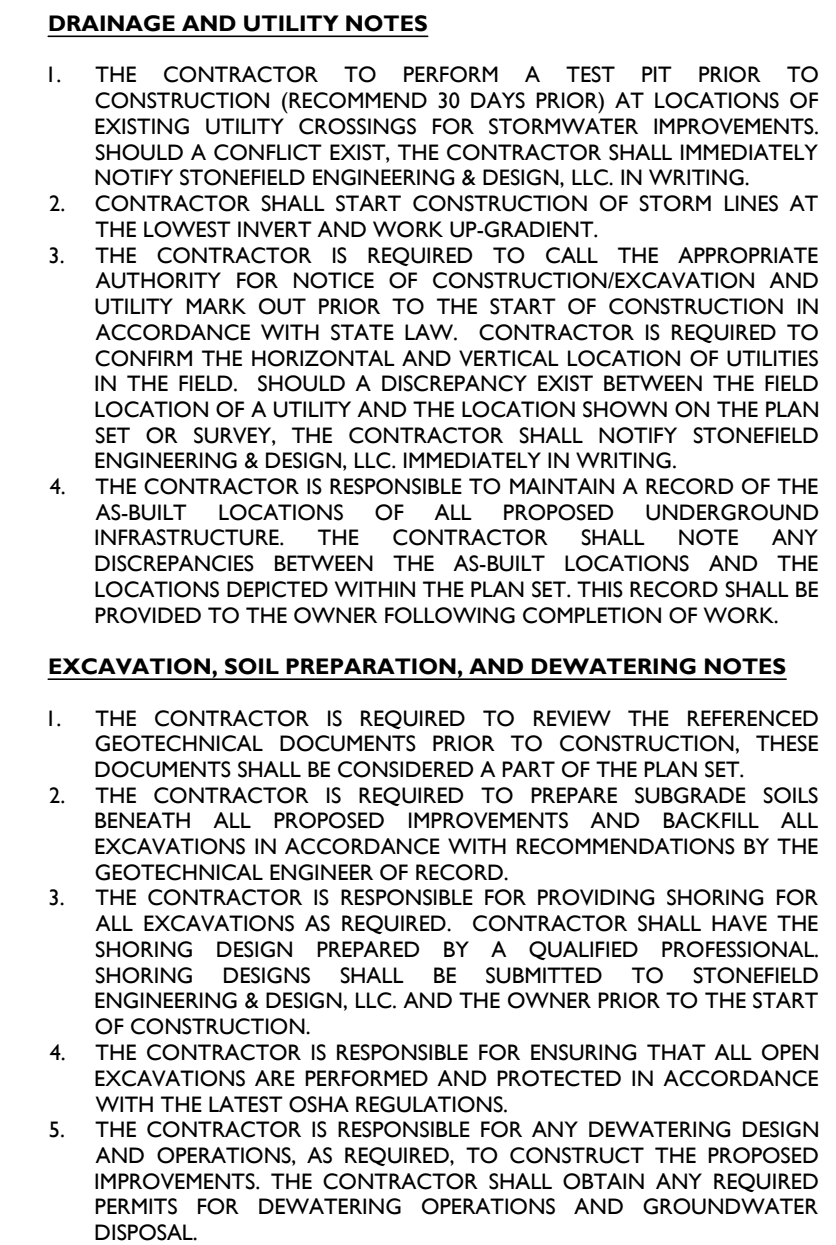 DRAINAGE AND UTILITY NOTES
1. THE CONTRACTOR TO PERFORM A TEST PIT PRIOR TO
CONSTRUCTION (RECOMMEND 30 DAYS PRIOR) AT LOCATIONS OF
EXISTING UTILITY CROSSINGS FOR STORMWATER IMPROVEMENTS.
SHOULD A CONFLICT EXIST, THE CONTRACTOR SHALL IMMEDIATELY
NOTIFY STONEFIELD ENGINEERING & DESIGN, LLC. IN WRITING.
2. CONTRACTOR SHALL START CONSTRUCTION OF STORM LINES AT
THE LOWEST INVERT AND WORK UP-GRADIENT.
3. THE CONTRACTOR IS REQUIRED TO CALL THE APPROPRIATE
AUTHORITY FOR NOTICE OF CONSTRUCTION/EXCAVATION AND
UTILITY MARK OUT PRIOR TO THE START OF CONSTRUCTION IN
ACCORDANCE WITH STATE LAW. CONTRACTOR IS REQUIRED TO
CONFIRM THE HORIZONTAL AND VERTICAL LOCATION OF UTILITIES
IN THE FIELD. SHOULD A DISCREPANCY EXIST BETWEEN THE FIELD
LOCATION OF A UTILITY AND THE LOCATION SHOWN ON THE PLAN
SET OR SURVEY, THE CONTRACTOR SHALL NOTIFY STONEFIELD
ENGINEERING & DESIGN, LLC. IMMEDIATELY IN WRITING.
4. THE CONTRACTOR IS RESPONSIBLE TO MAINTAIN A RECORD OF THE
AS-BUILT LOCATIONS OF ALL PROPOSED UNDERGROUND
INFRASTRUCTURE. THE CONTRACTOR SHALL NOTE ANY
DISCREPANCIES BETWEEN THE AS-BUILT LOCATIONS AND THE
LOCATIONS DEPICTED WITHIN THE PLAN SET. THIS RECORD SHALL BE
PROVIDED TO THE OWNER FOLLOWING COMPLETION OF WORK.
EXCAVATION, SOIL PREPARATION, AND DEWATERING NOTES
1. THE CONTRACTOR IS REQUIRED TO REVIEW THE REFERENCED
GEOTECHNICAL DOCUMENTS PRIOR TO CONSTRUCTION, THESE
DOCUMENTS SHALL BE CONSIDERED A PART OF THE PLAN SET.
2. THE CONTRACTOR IS REQUIRED TO PREPARE SUBGRADE SOILS
BENEATH ALL PROPOSED IMPROVEMENTS AND BACKFILL ALL
EXCAVATIONS IN ACCORDANCE WITH RECOMMENDATIONS BY THE
GEOTECHNICAL ENGINEER OF RECORD.
3. THE CONTRACTOR IS RESPONSIBLE FOR PROVIDING SHORING FOR
ALL EXCAVATIONS AS REQUIRED. CONTRACTOR SHALL HAVE THE
SHORING DESIGN PREPARED BY A QUALIFIED PROFESSIONAL.
SHORING DESIGNS SHALL BE SUBMITTED TO STONEFIELD
ENGINEERING & DESIGN, LLC. AND THE OWNER PRIOR TO THE START
OF CONSTRUCTION.
4. THE CONTRACTOR IS RESPONSIBLE FOR ENSURING THAT ALL OPEN
EXCAVATIONS ARE PERFORMED AND PROTECTED IN ACCORDANCE
WITH THE LATEST OSHA REGULATIONS.
5. THE CONTRACTOR IS RESPONSIBLE FOR ANY DEWATERING DESIGN
AND OPERATIONS, AS REQUIRED, TO CONSTRUCT THE PROPOSED
IMPROVEMENTS. THE CONTRACTOR SHALL OBTAIN ANY REQUIRED
PERMITS FOR DEWATERING OPERATIONS AND GROUNDWATER
DISPOSAL.